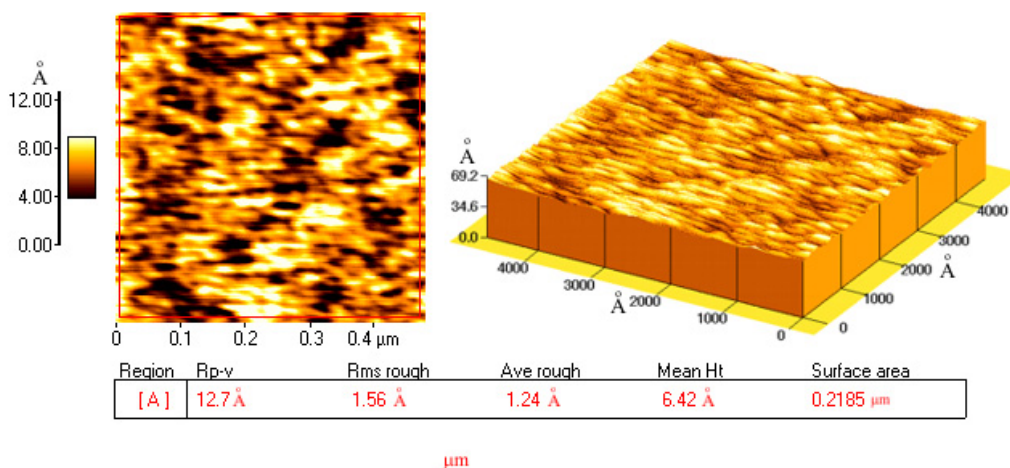 Å
12.00
8.00
4.00
0.00
0 0.1 0.2 0.3 0.4 μm
Å
69.2
34.6
0.0
4000 3000 2000 1000 0
Å
0 1000 2000 3000 4000
Å
Region Rp-v Rms rough Ave rough Mean Ht Surface area
[A] 12.7 Å 1.56 Å 1.24 Å 6.42 Å 0.2185 μm
μm